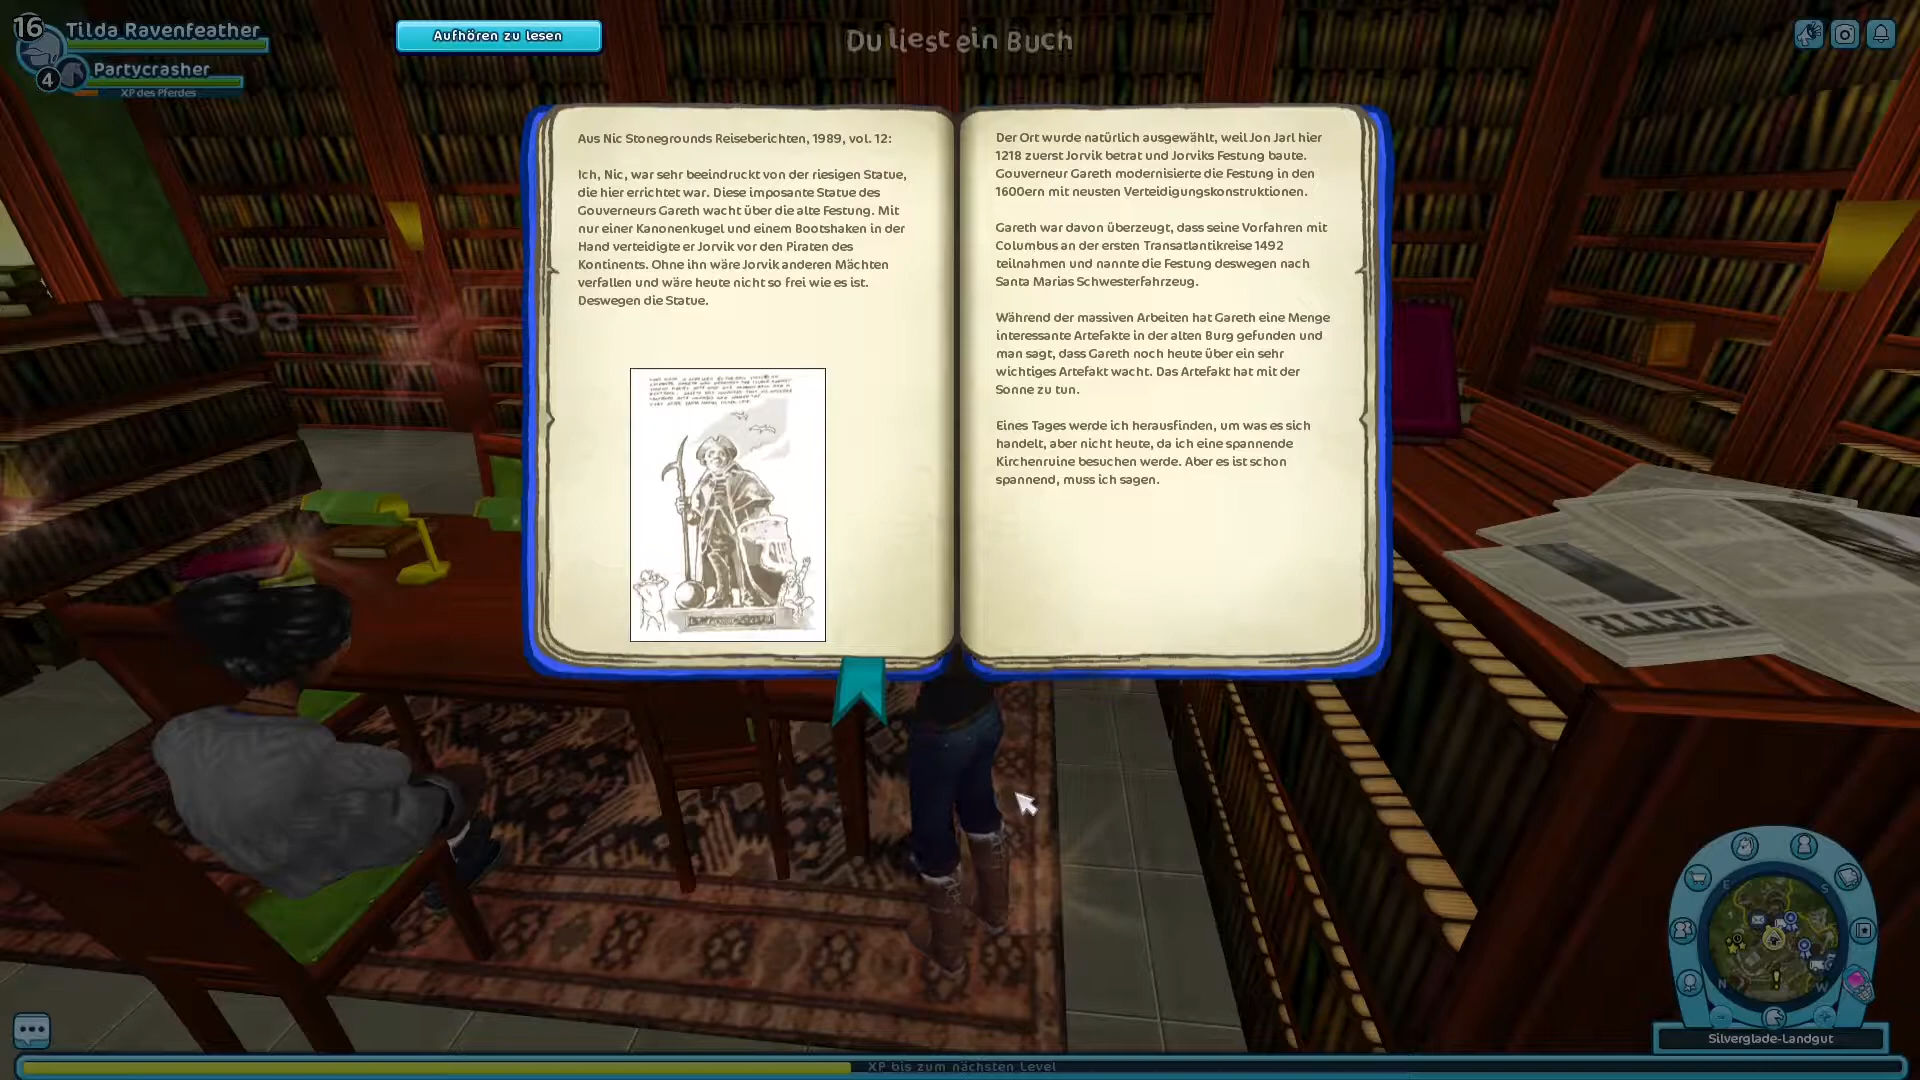 16
Tilda Ravenfeather
4
Partycrasher
XP des Pferdes
Aufhören zu lesen
Du liest ein Buch
Linda
Aus Nic Stonegrounds Reiseberichten, 1989, vol. 12:
Ich, Nic, war sehr beeindruckt von der riesigen Statue,
die hier errichtet war. Diese imposante Statue des
Gouverneurs Gareth wacht über die alte Festung. Mit
nur einer Kanonenkugel und einem Bootshaken in der
Hand verteidigte er Jorvik vor den Piraten des
Kontinents. Ohne ihn wäre Jorvik anderen Mächten
verfallen und wäre heute nicht so frei wie es ist.
Deswegen die Statue.
Der Ort wurde natürlich ausgewählt, weil Jon Jarl hier
1218 zuerst Jorvik betrat und Jorviks Festung baute.
Gouverneur Gareth modernisierte die Festung in den
1600ern mit neusten Verteidigungskonstruktionen.
Gareth war davon überzeugt, dass seine Vorfahren mit
Columbus an der ersten Transatlantikreise 1492
teilnahmen und nannte die Festung deswegen nach
Santa Marias Schwesterfahrzeug.
Während der massiven Arbeiten hat Gareth eine Menge
interessante Artefakte in der alten Burg gefunden und
man sagt, dass Gareth noch heute über ein sehr
wichtiges Artefakt wacht. Das Artefakt hat mit der
Sonne zu tun.
Eines Tages werde ich herausfinden, um was es sich
handelt, aber nicht heute, da ich eine spannende
Kirchenruine besuchen werde. Aber es ist schon
spannend, muss ich sagen.
E
S
N
W
Silverglade-Landgut
XP bis zum nächsten Level